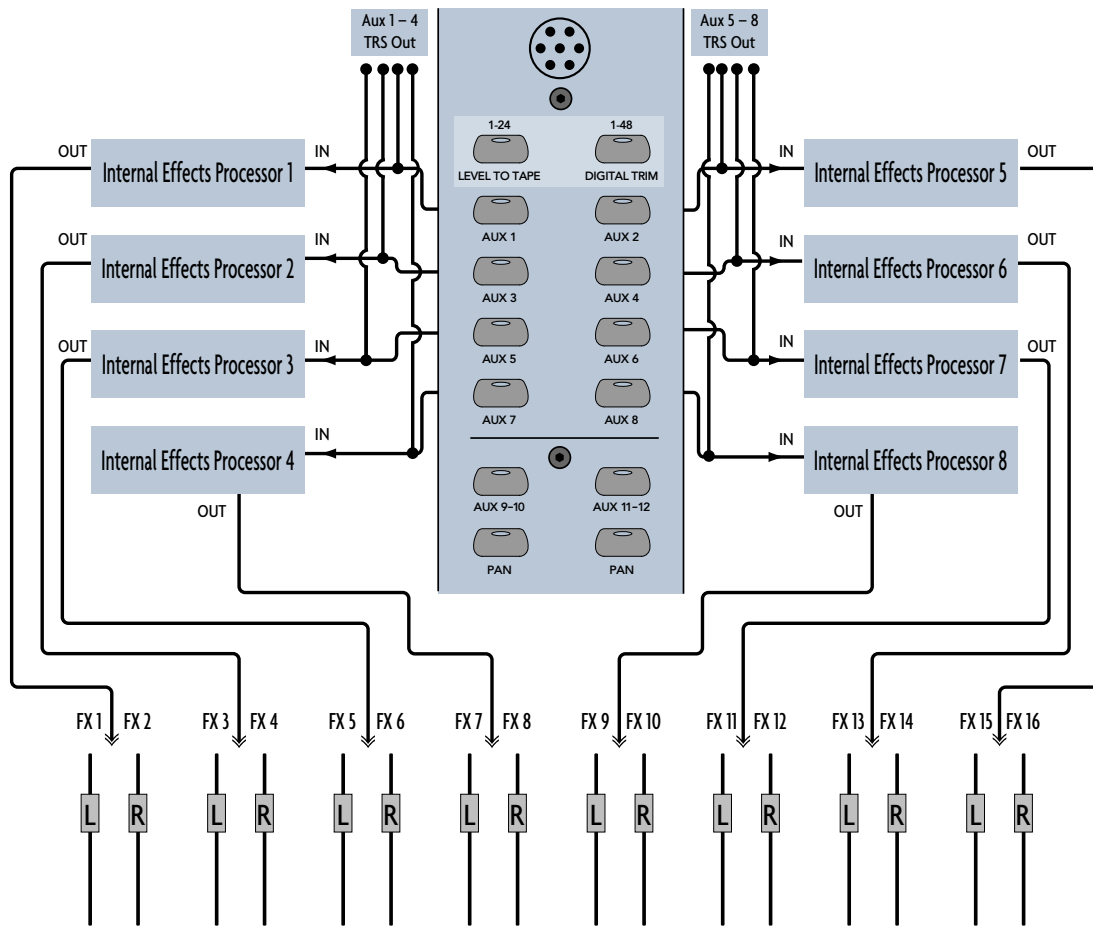 Aux 1 – 4
TRS Out
Aux 5 – 8
TRS Out
1-24
1-48
LEVEL TO TAPE
DIGITAL TRIM
OUT
Internal Effects Processor 1
IN
IN
Internal Effects Processor 5
OUT
AUX 1
AUX 2
OUT
Internal Effects Processor 2
IN
IN
Internal Effects Processor 6
OUT
AUX 3
AUX 4
OUT
Internal Effects Processor 3
IN
IN
Internal Effects Processor 7
OUT
AUX 5
AUX 6
AUX 7
AUX 8
Internal Effects Processor 4
IN
IN
Internal Effects Processor 8
OUT
OUT
AUX 9–10
AUX 11–12
PAN
PAN
FX 1
FX 2
FX 3
FX 4
FX 5
FX 6
FX 7
FX 8
FX 9
FX 10
FX 11
FX 12
FX 13
FX 14
FX 15
FX 16
L
R
L
R
L
R
L
R
L
R
L
R
L
R
L
R